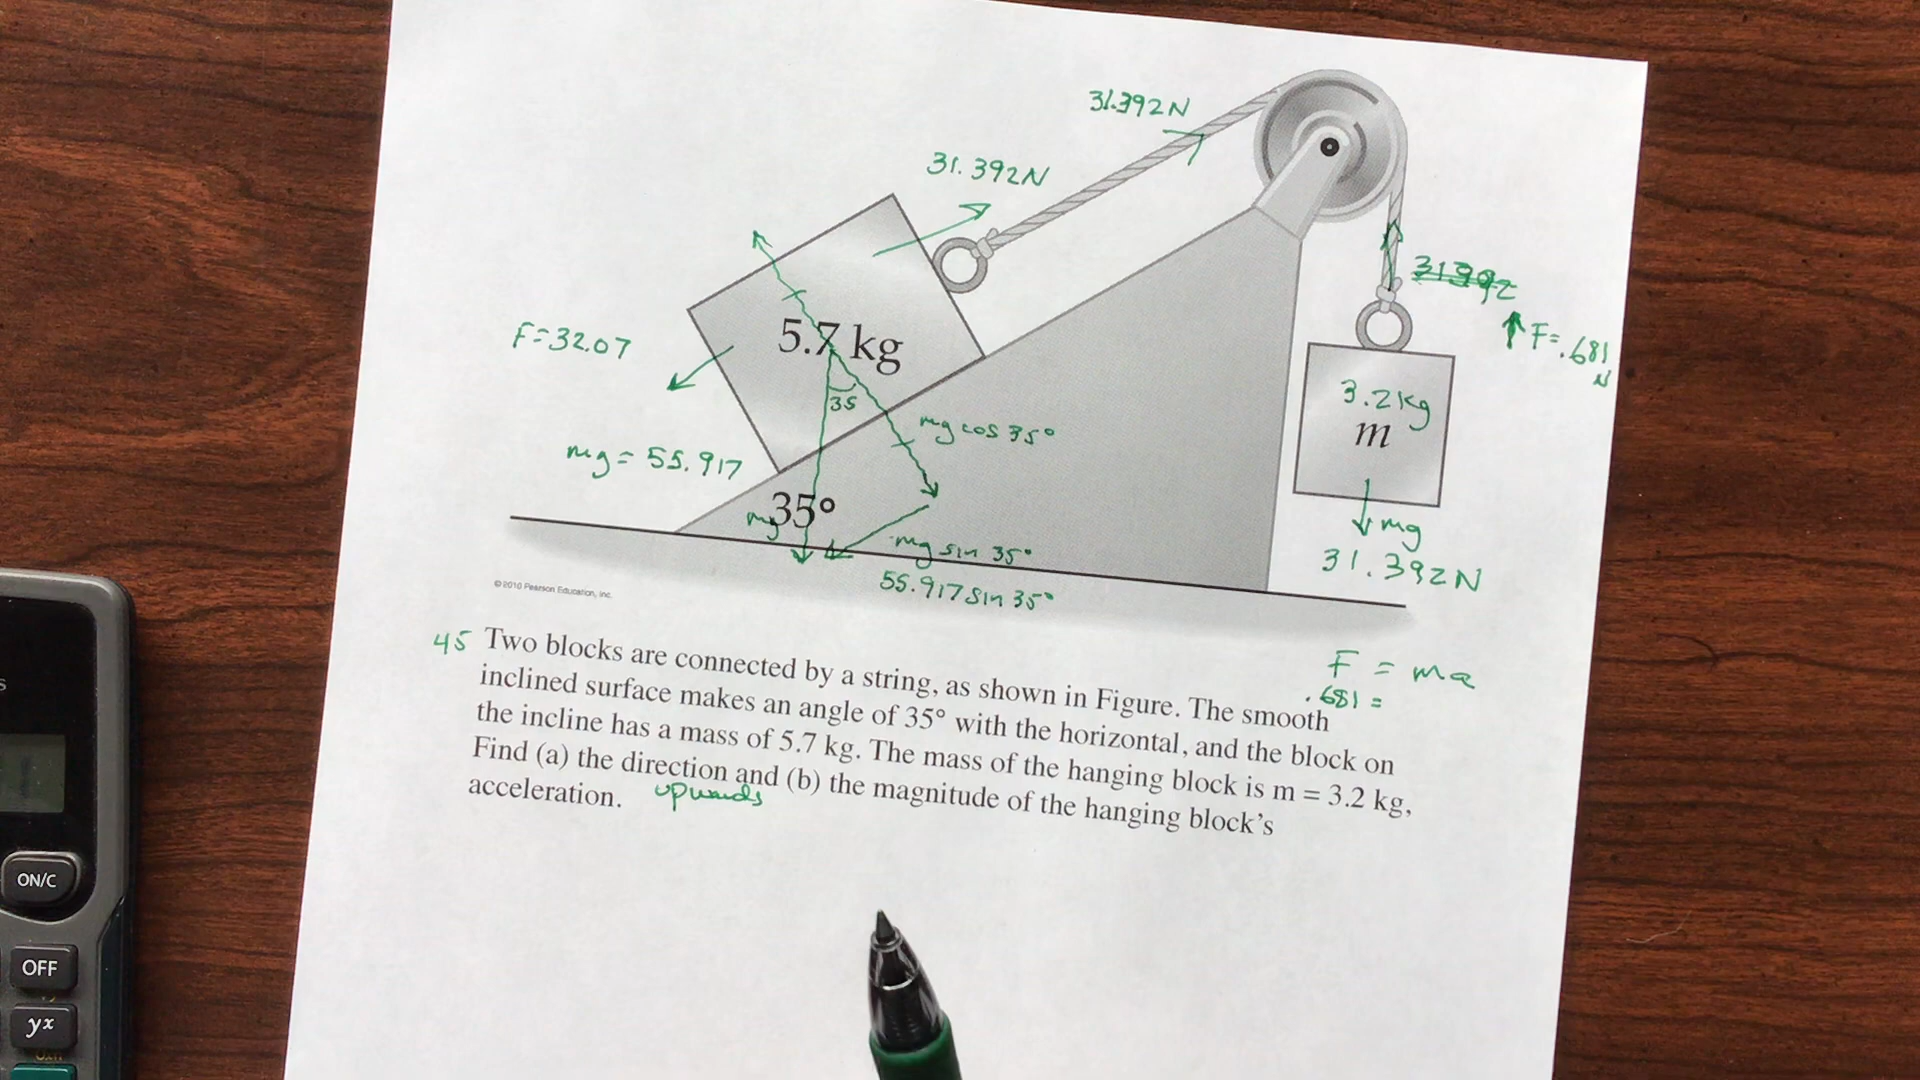 31.392N
31.392N
31392
F=.681
N
F=32.07
5.7 kg
35
3.2kg
m
mg cos 35°
mg = 55.917
35°
mg
mg
mg sin 35°
31.392N
55.917 sin 35°
© 2010 Pearson Education, Inc.
45 Two blocks are connected by a string, as shown in Figure. The smooth
inclined surface makes an angle of 35° with the horizontal, and the block on
the incline has a mass of 5.7 kg. The mass of the hanging block is m = 3.2 kg,
Find (a) the direction and (b) the magnitude of the hanging block's
acceleration.
upwards
F = ma
.681 =
ON/C
OFF
yx